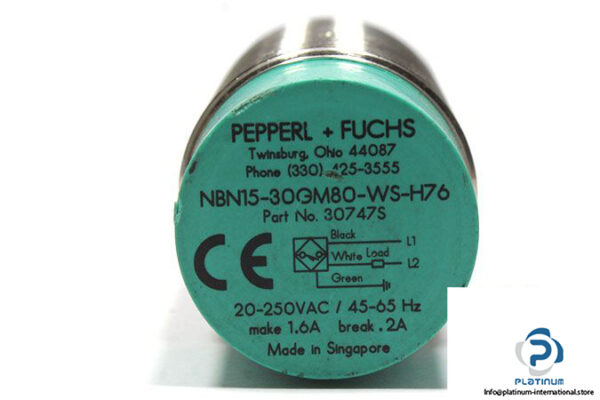 PEPPERL + FUCHS
Twinsburg, Ohio 44087
Phone (330) 425-3555
NBN15-30GM80-WS-H76
Part No. 30747S
CE
Black L1
White Load L2
Green
20-250VAC / 45-65 Hz
make 1.6A break .2A
Made in Singapore
PLATINUM
INTERNATIONAL
info@platinum-international.store